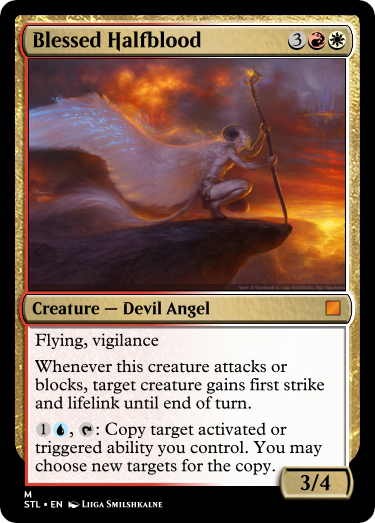 Blessed Halfblood 3
Creature — Devil Angel
Flying, vigilance
Whenever this creature attacks or
blocks, target creature gains first strike
and lifelink until end of turn.
1 , : Copy target activated or
triggered ability you control. You may
choose new targets for the copy.
3/4
M
STL • EN LIIGA SMILSHKALNE